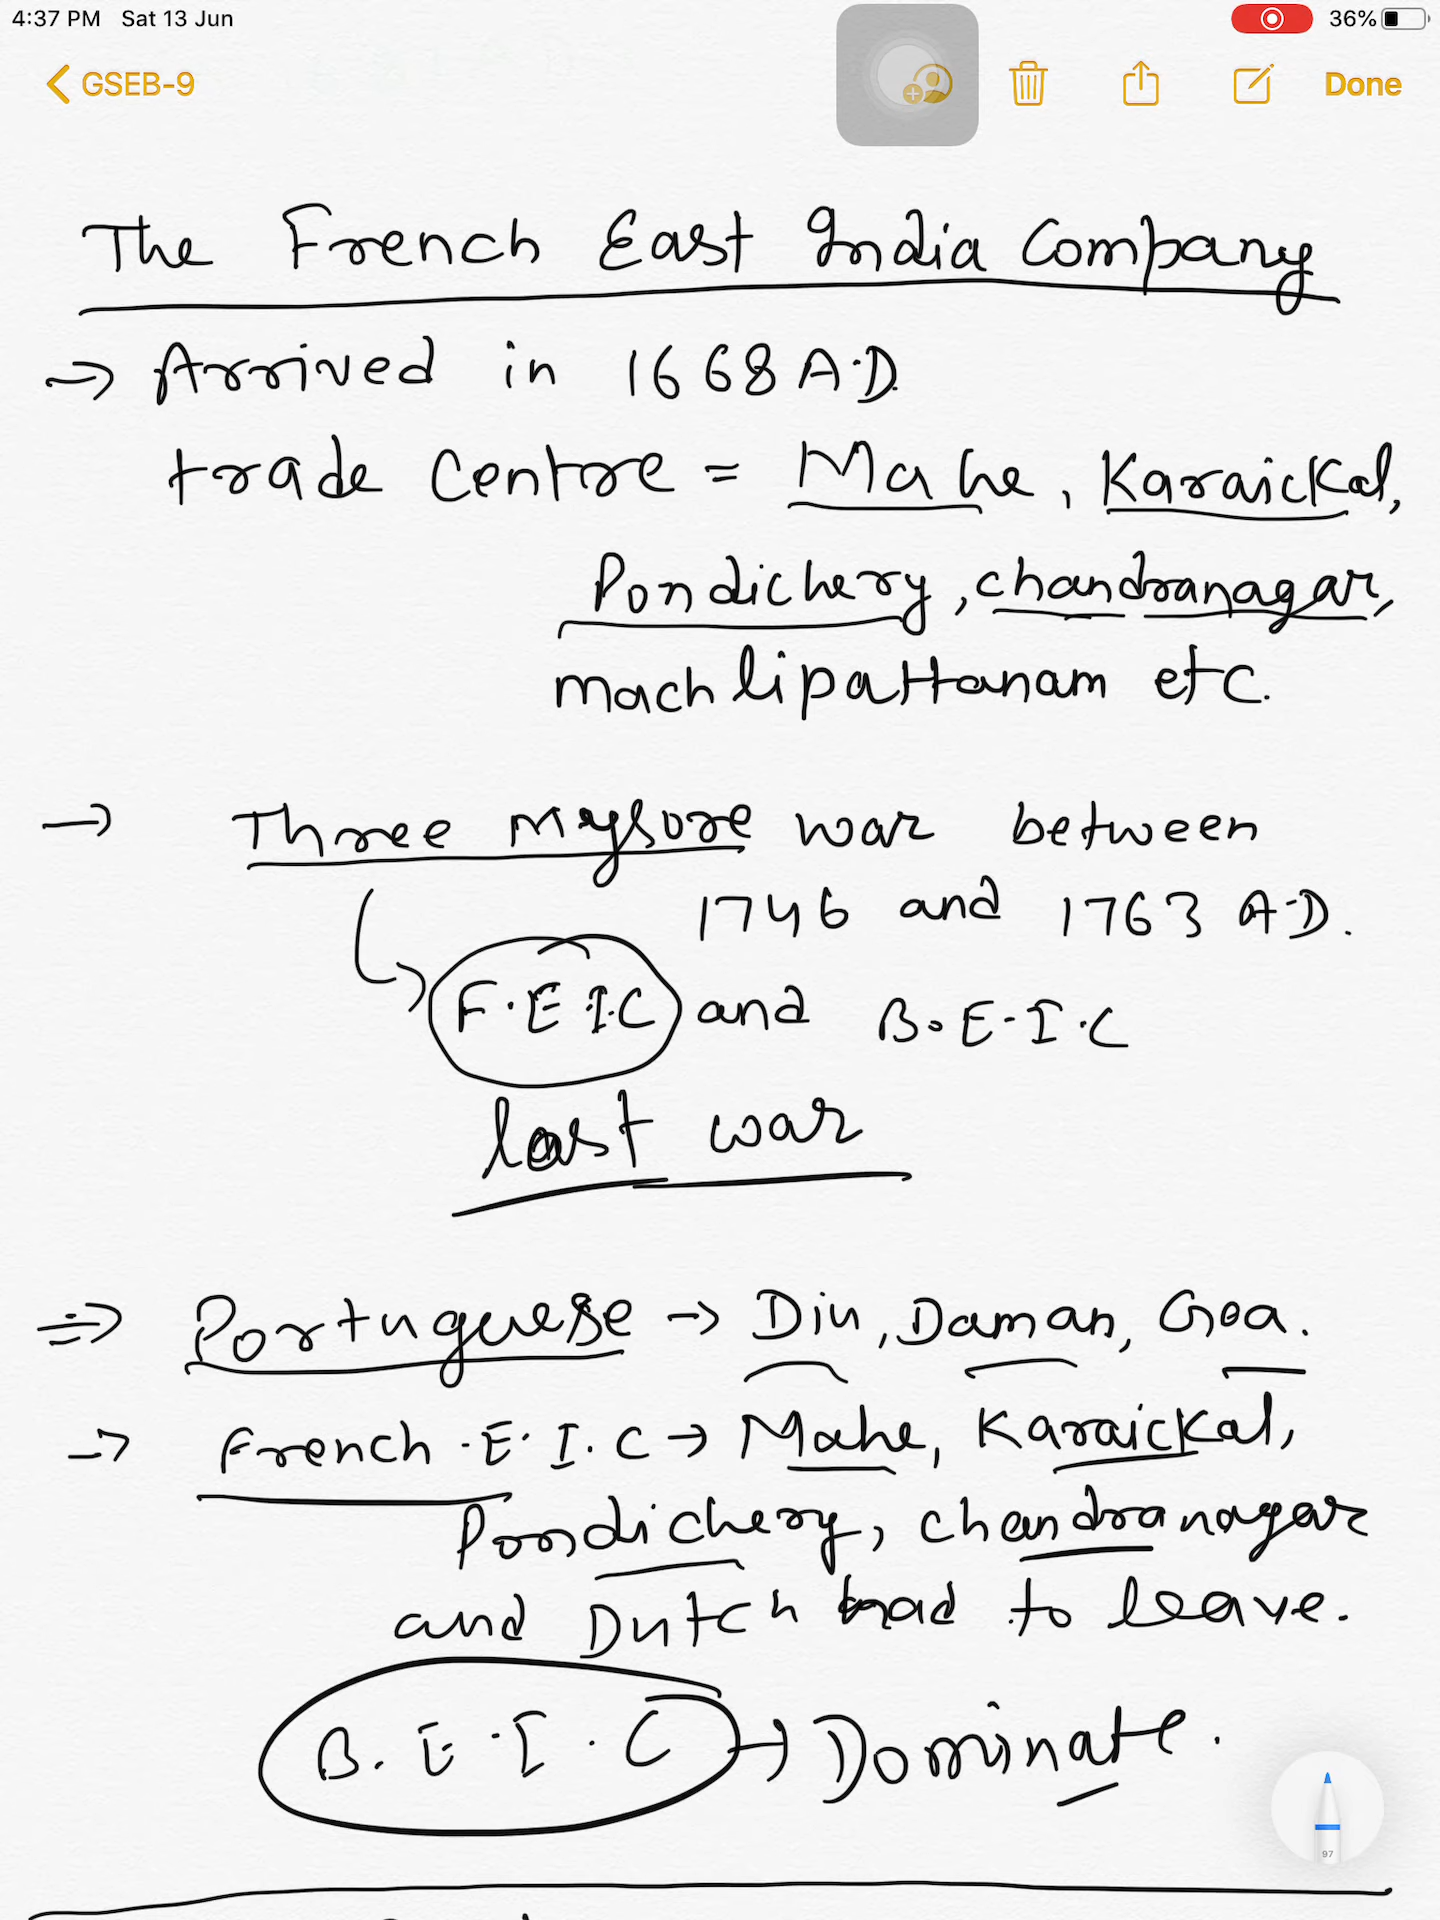 4:37 PM Sat 13 Jun 36%
GSEB-9 Done
The French East India Company
→ Arrived in 1668 A.D.
trade Centre = Mahe, Karaickal,
Pondichery, chandranagar,
machlipattanam etc.
→ Three Mysore war between
1746 and 1763 A.D.
F.E.I.C and B.E.I.C
last war
⇒ Portuguese → Diu, Daman, Goa.
→ French.E.I.C → Mahe, Karaickal,
Pondichery, chandranagar
and Dutch had to leave.
B.E.I.C → Dominate.
97